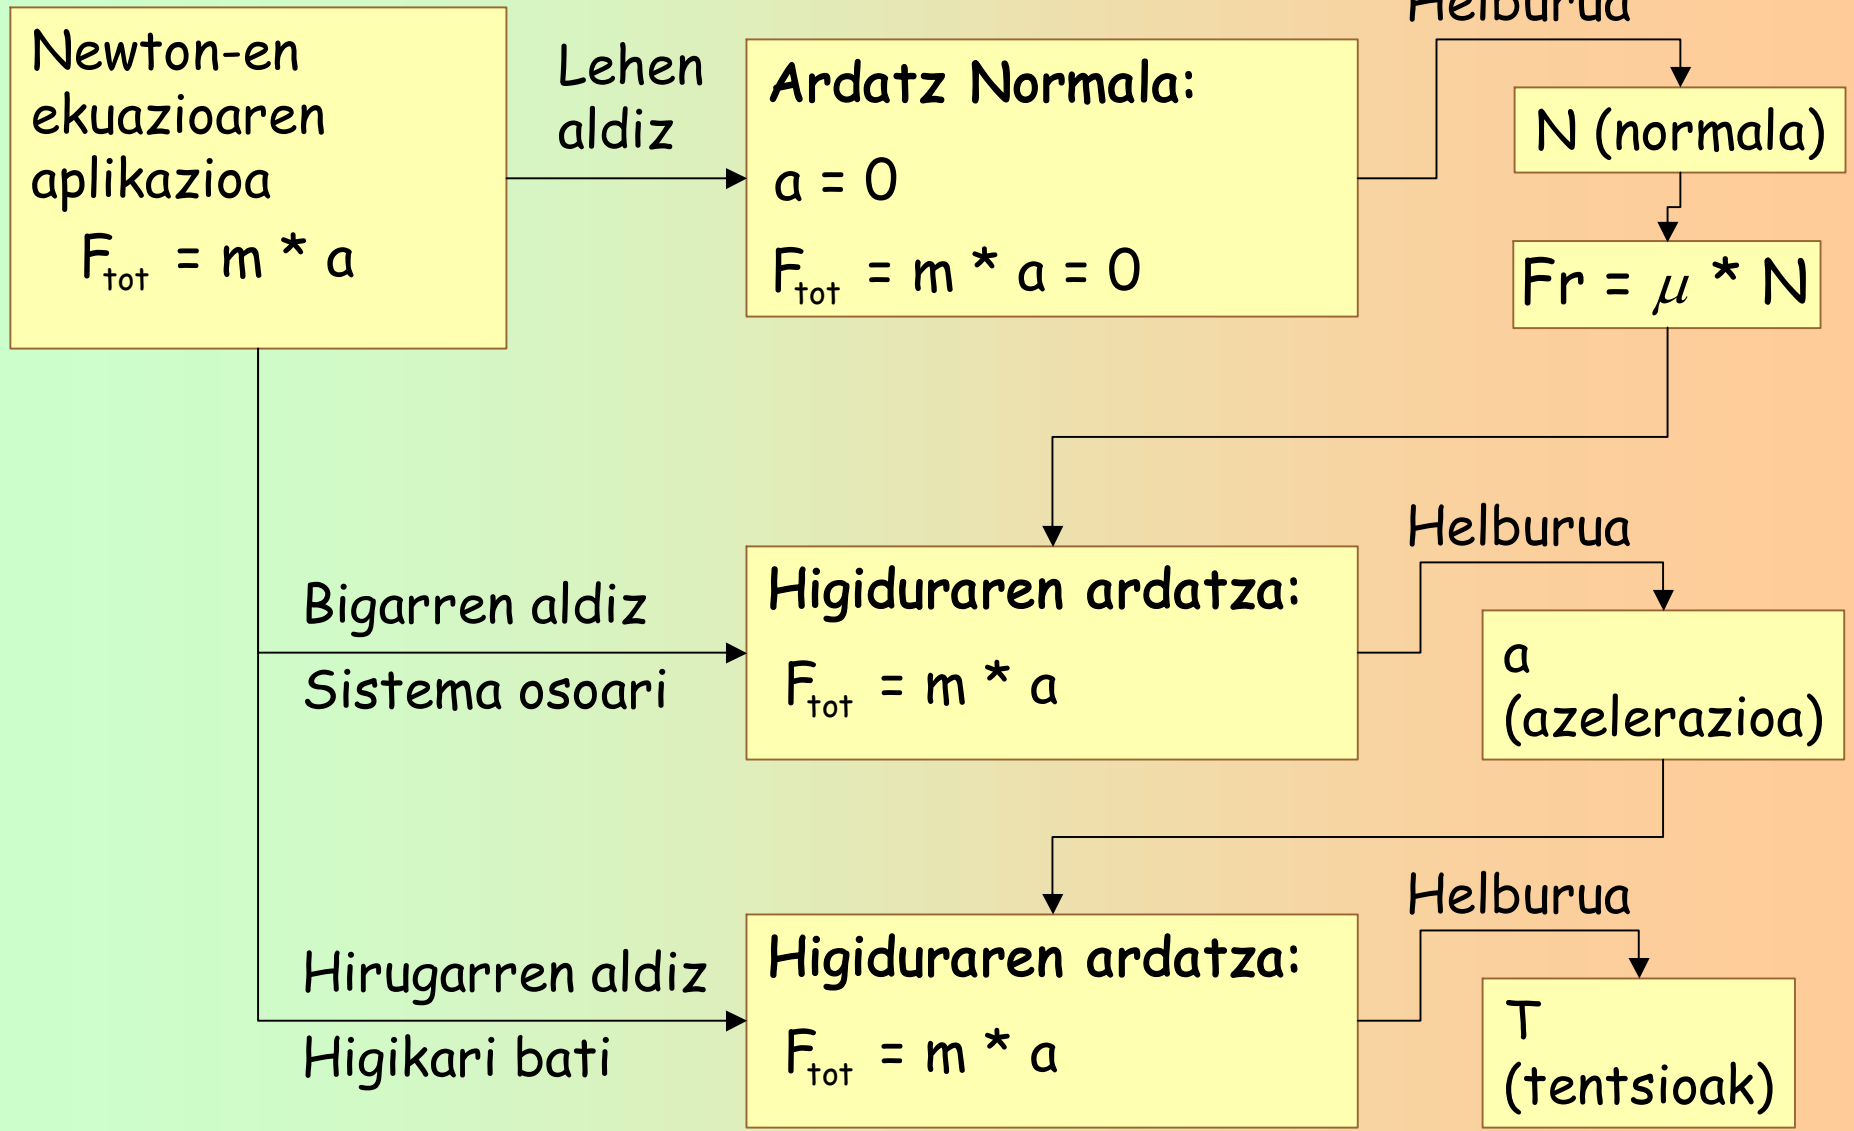 Newton-en
ekuazioaren
aplikazioa
Ftot = m * a
Lehen
aldiz
Ardatz Normala:
a = 0
Ftot = m * a = 0
Helburua
N (normala)
Fr = μ * N
Bigarren aldiz
Sistema osoari
Higiduraren ardatza:
Ftot = m * a
Helburua
a
(azelerazioa)
Hirugarren aldiz
Higikari bati
Higiduraren ardatza:
Ftot = m * a
Helburua
T
(tentsioak)